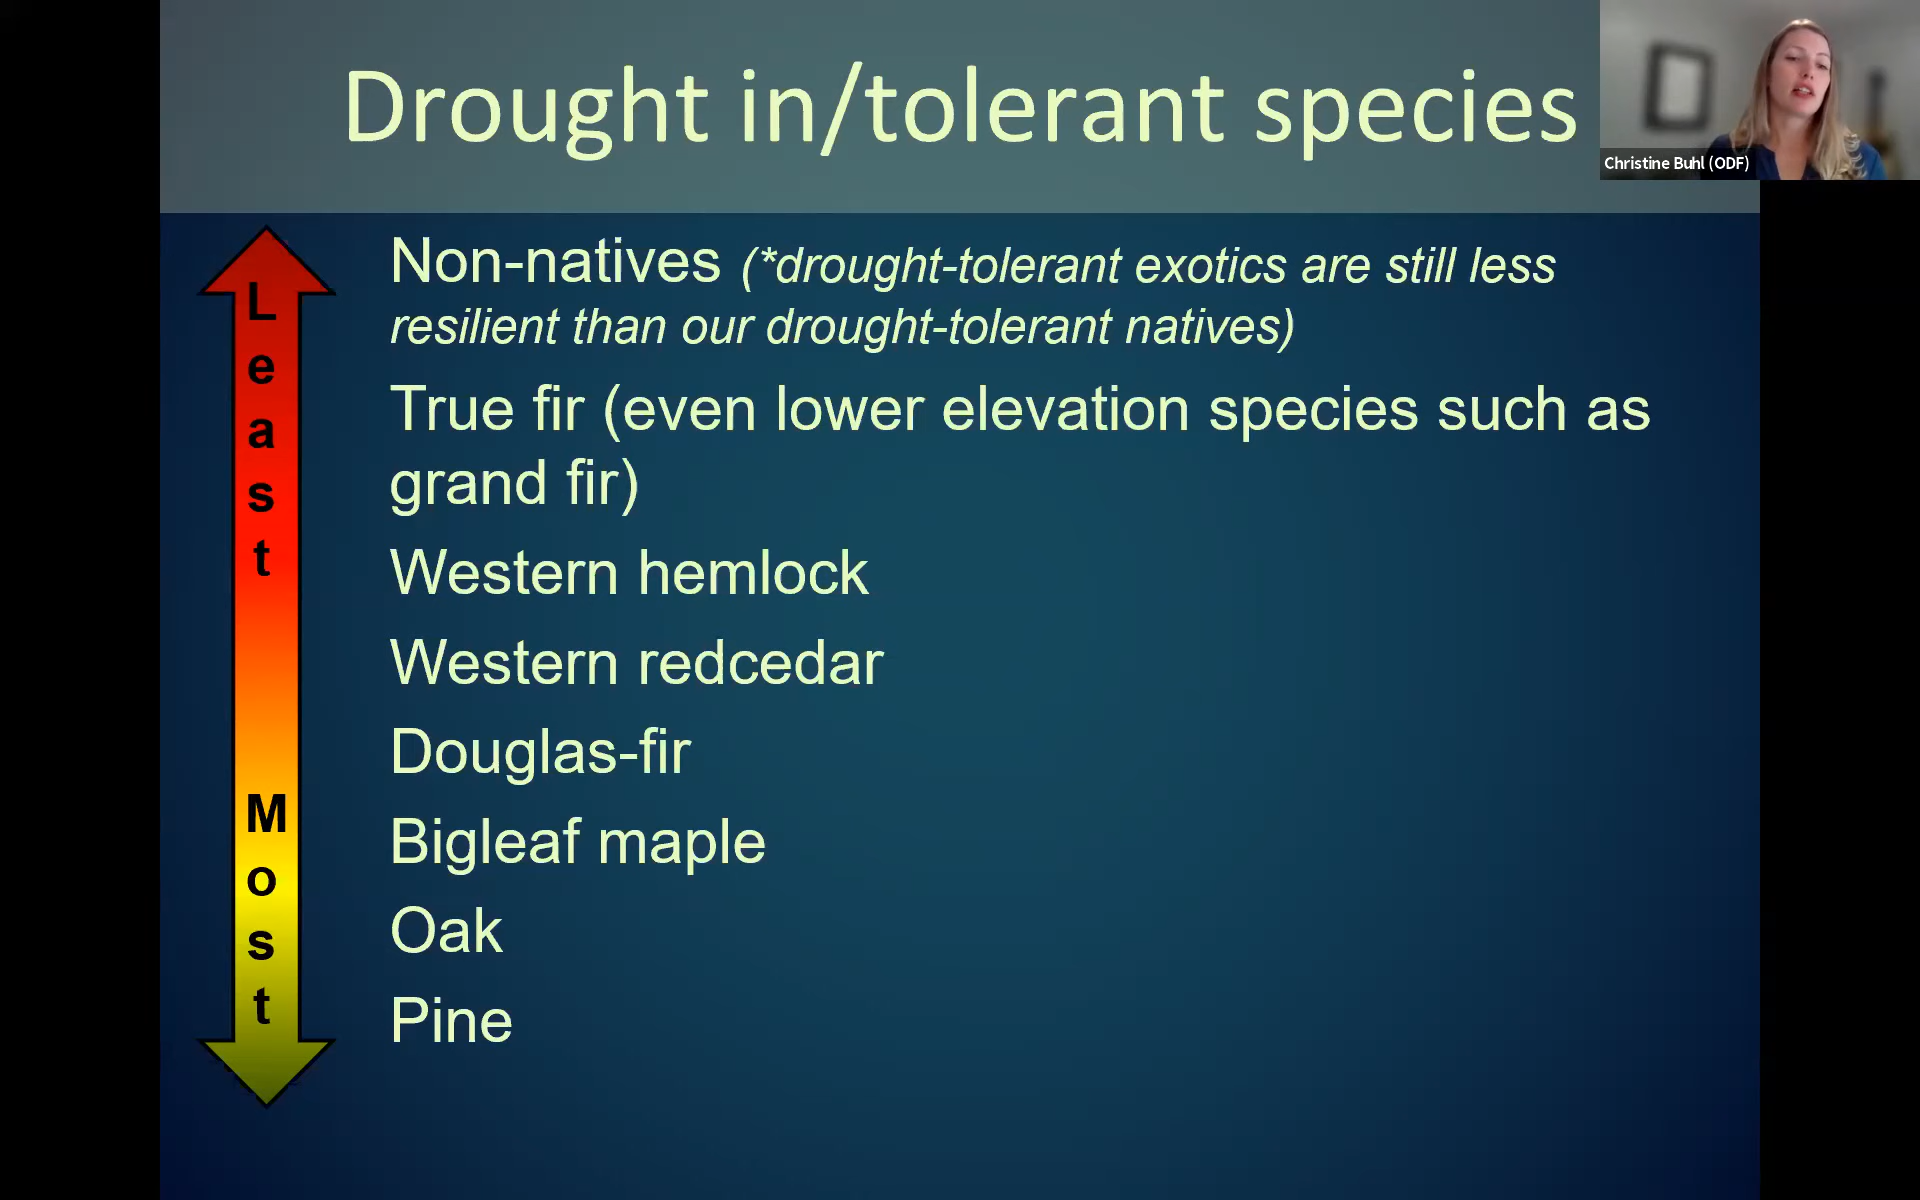 Drought in/tolerant species
Christine Buhl (ODF)
Least
Most
Non-natives (*drought-tolerant exotics are still less
resilient than our drought-tolerant natives)
True fir (even lower elevation species such as
grand fir)
Western hemlock
Western redcedar
Douglas-fir
Bigleaf maple
Oak
Pine